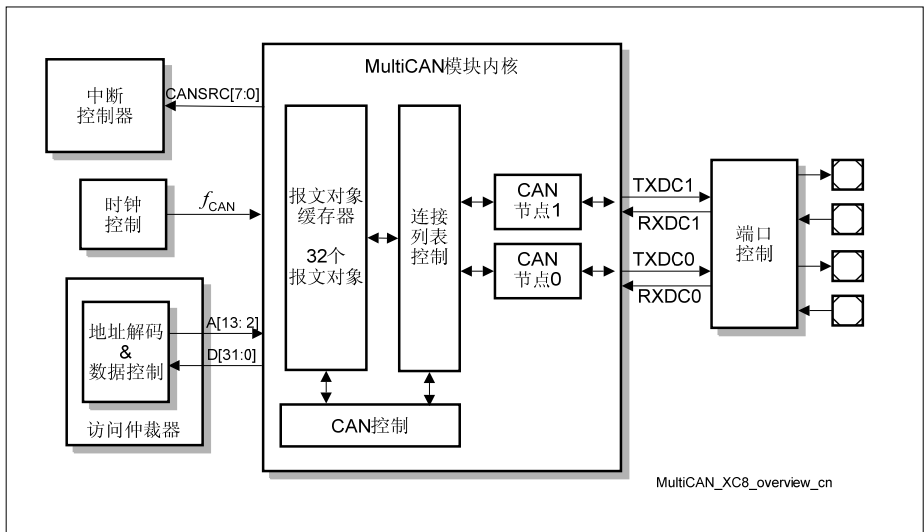 MultiCAN模块内核
中断
控制器
CANSRC[7:0]
时钟
控制
fCAN
地址解码
&
数据控制
A[13: 2]
D[31:0]
访问仲裁器
报文对象
缓存器
32个
报文对象
连接
列表
控制
CAN
节点1
CAN
节点0
CAN控制
TXDC1
RXDC1
TXDC0
RXDC0
端口
控制
MultiCAN_XC8_overview_cn